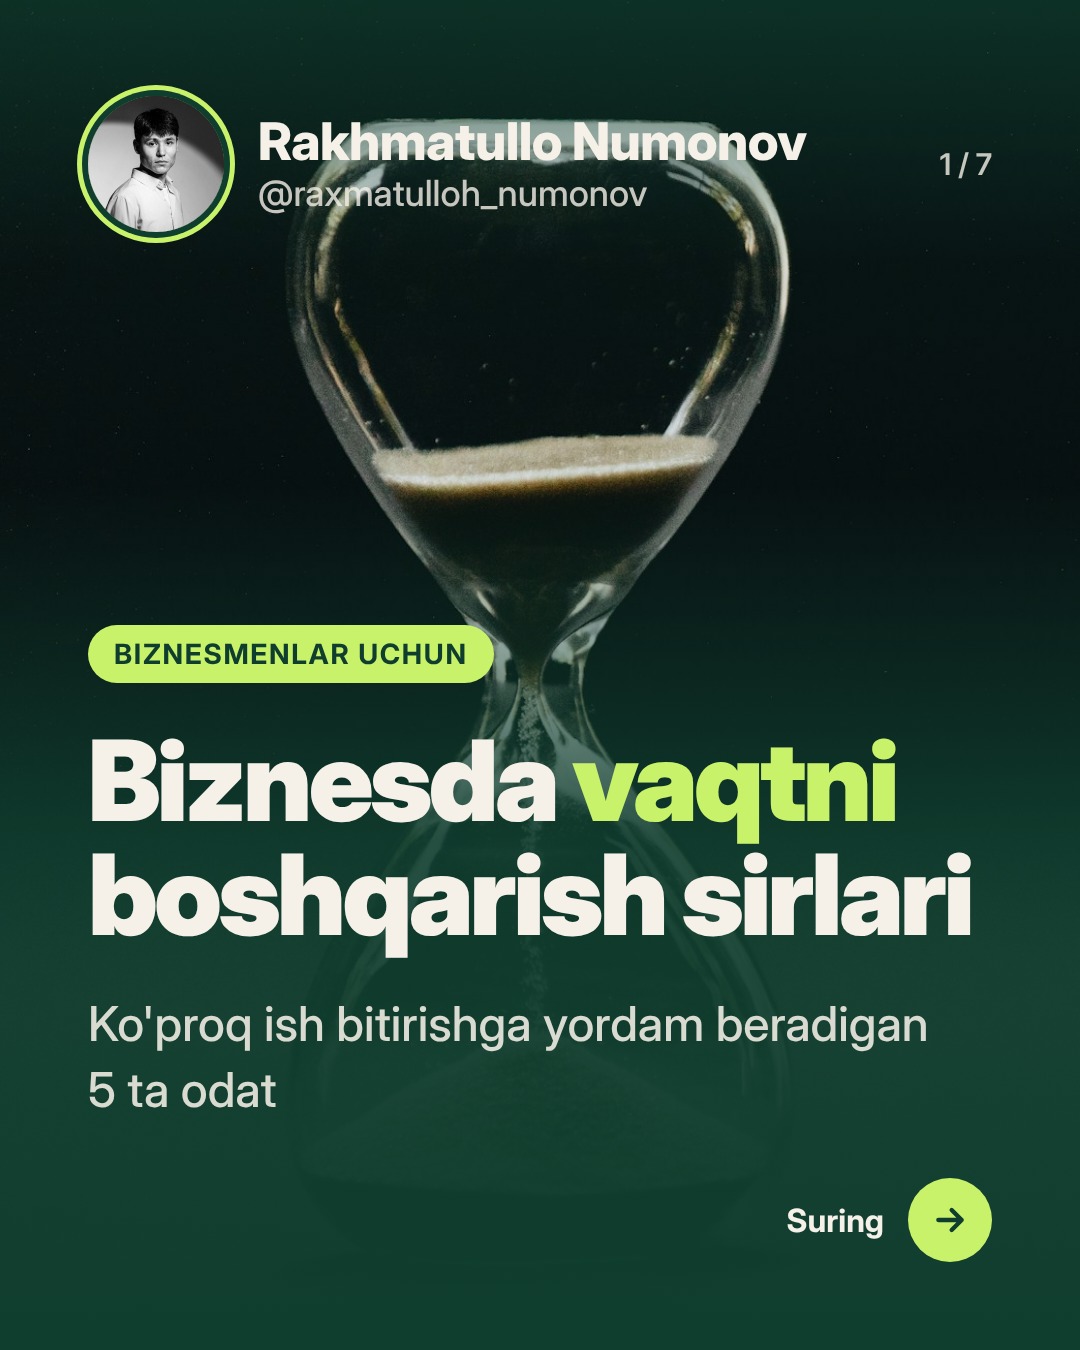 Rakhmatullo Numonov
@raxmatulloh_numonov
1/7
BIZNESMENLAR UCHUN
Biznesda vaqtni
boshqarish sirlari
Ko'proq ish bitirishga yordam beradigan
5 ta odat
Suring